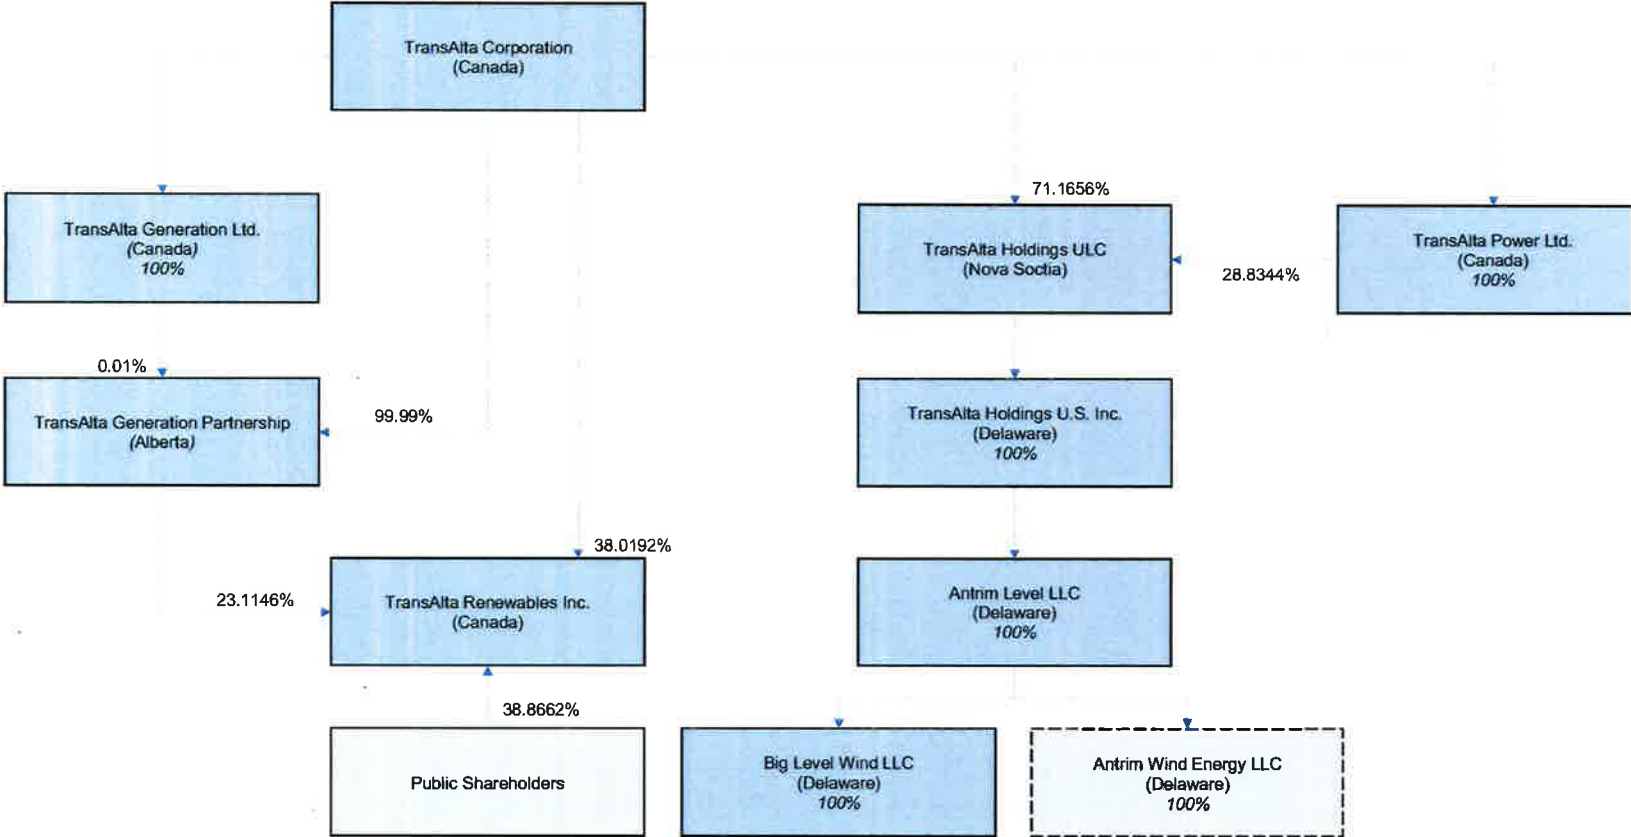 TransAlta Corporation
(Canada)
TransAlta Generation Ltd.
(Canada)
100%
71.1656%
TransAlta Holdings ULC
(Nova Soctia)
28.8344%
TransAlta Power Ltd.
(Canada)
100%
0.01%
TransAlta Generation Partnership
(Alberta)
99.99%
TransAlta Holdings U.S. Inc.
(Delaware)
100%
38.0192%
23.1146%
TransAlta Renewables Inc.
(Canada)
Antrim Level LLC
(Delaware)
100%
38.8662%
Public Shareholders
Big Level Wind LLC
(Delaware)
100%
Antrim Wind Energy LLC
(Delaware)
100%